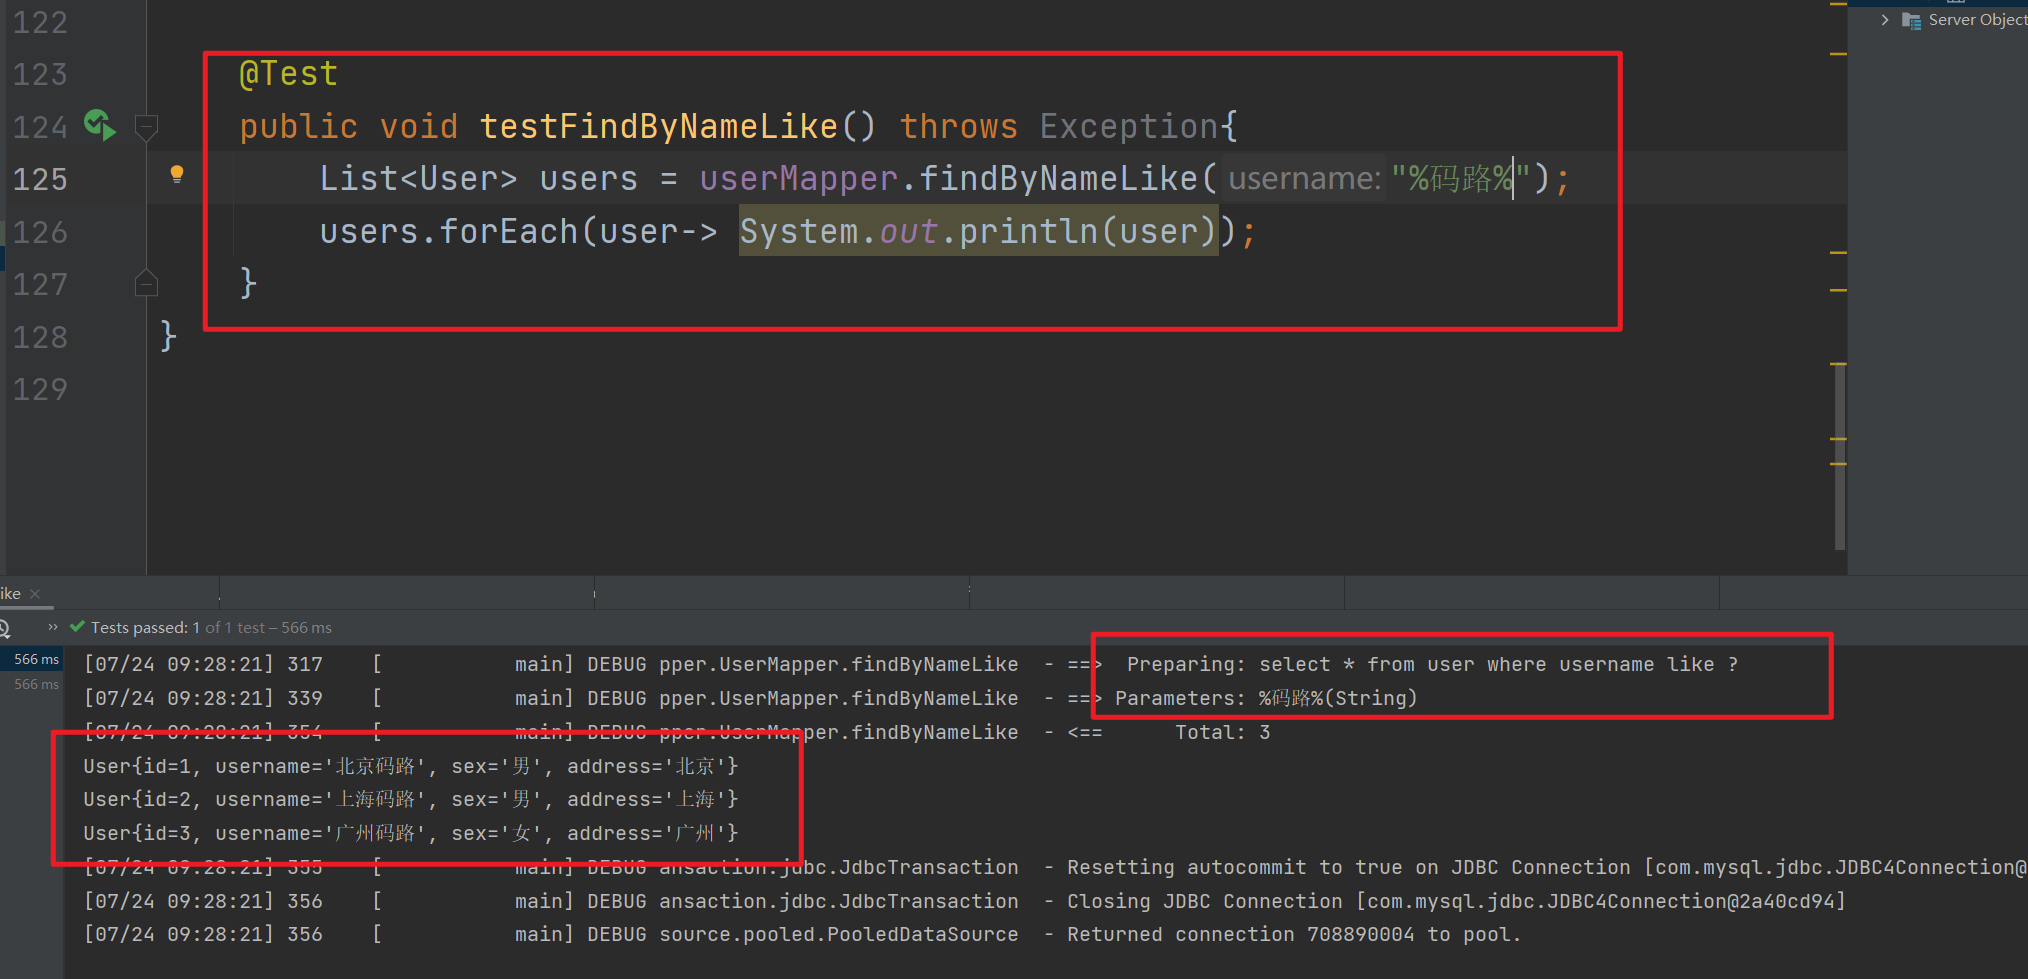 122
Server Object
123 @Test
124 public void testFindByNameLike() throws Exception{
125 List<User> users = userMapper.findByNameLike( username: "%码路%");
126 users.forEach(user-> System.out.println(user));
127 }
128 }
129
ike
Tests passed: 1 of 1 test – 566 ms
566 ms
566 ms
[07/24 09:28:21] 317    [           main] DEBUG pper.UserMapper.findByNameLike  - ==>  Preparing: select * from user where username like ?
[07/24 09:28:21] 339    [           main] DEBUG pper.UserMapper.findByNameLike  - ==> Parameters: %码路%(String)
[07/24 09:28:21] 354    [           main] DEBUG pper.UserMapper.findByNameLike  - <==      Total: 3
User{id=1, username='北京码路', sex='男', address='北京'}
User{id=2, username='上海码路', sex='男', address='上海'}
User{id=3, username='广州码路', sex='女', address='广州'}
[07/24 09:28:21] 355    [           main] DEBUG ansaction.jdbc.JdbcTransaction  - Resetting autocommit to true on JDBC Connection [com.mysql.jdbc.JDBC4Connection@
[07/24 09:28:21] 356    [           main] DEBUG ansaction.jdbc.JdbcTransaction  - Closing JDBC Connection [com.mysql.jdbc.JDBC4Connection@2a40cd94]
[07/24 09:28:21] 356    [           main] DEBUG source.pooled.PooledDataSource  - Returned connection 708890004 to pool.